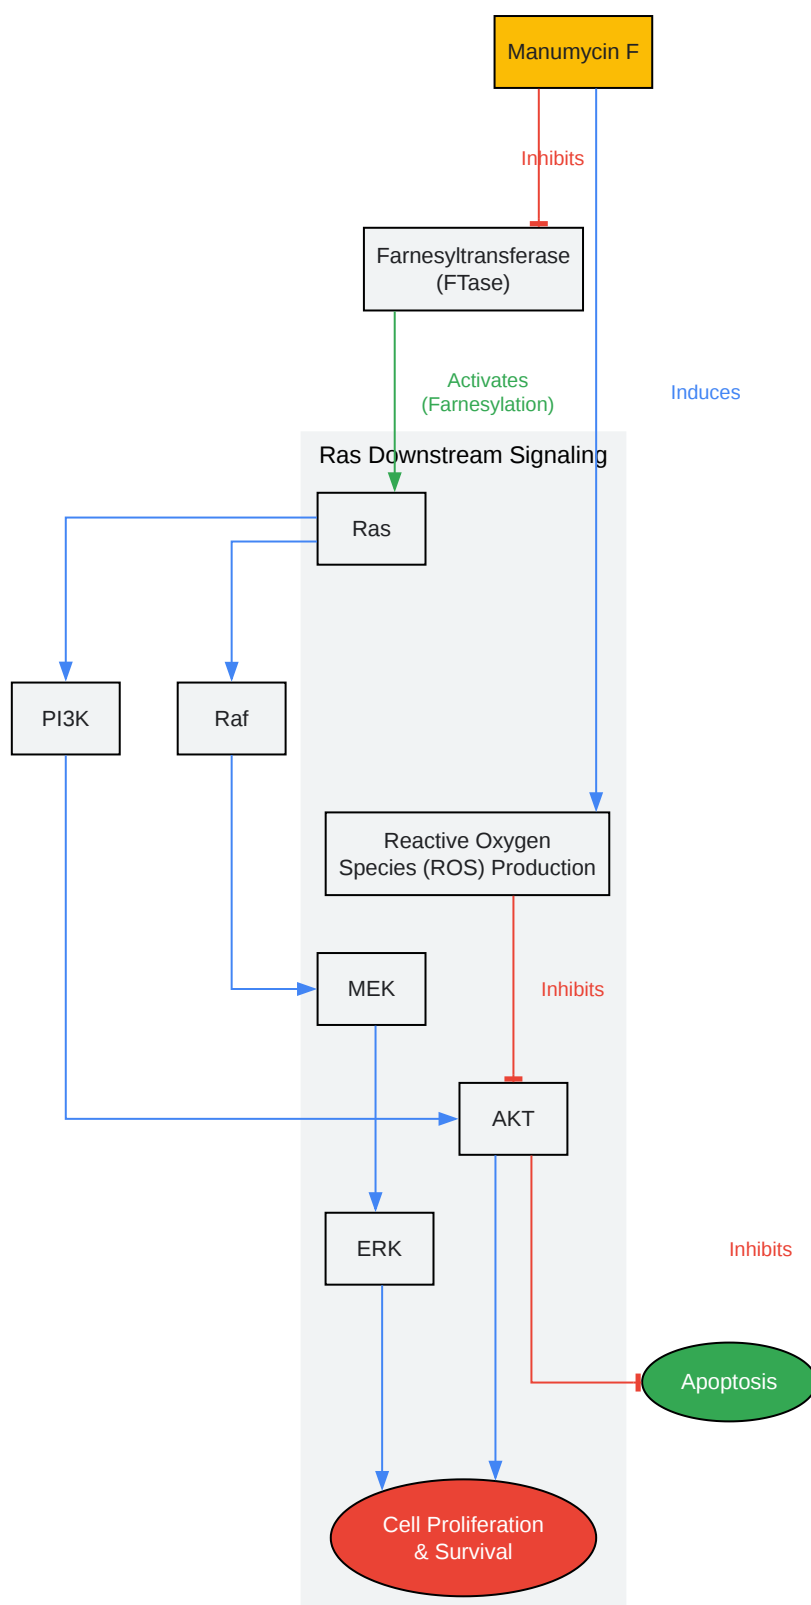 Manumycin F
Inhibits
Farnesyltransferase
(FTase)
Activates
(Farnesylation)
Induces
Ras Downstream Signaling
Ras
PI3K
Raf
Reactive Oxygen
Species (ROS) Production
MEK
Inhibits
AKT
ERK
Inhibits
Apoptosis
Cell Proliferation
& Survival